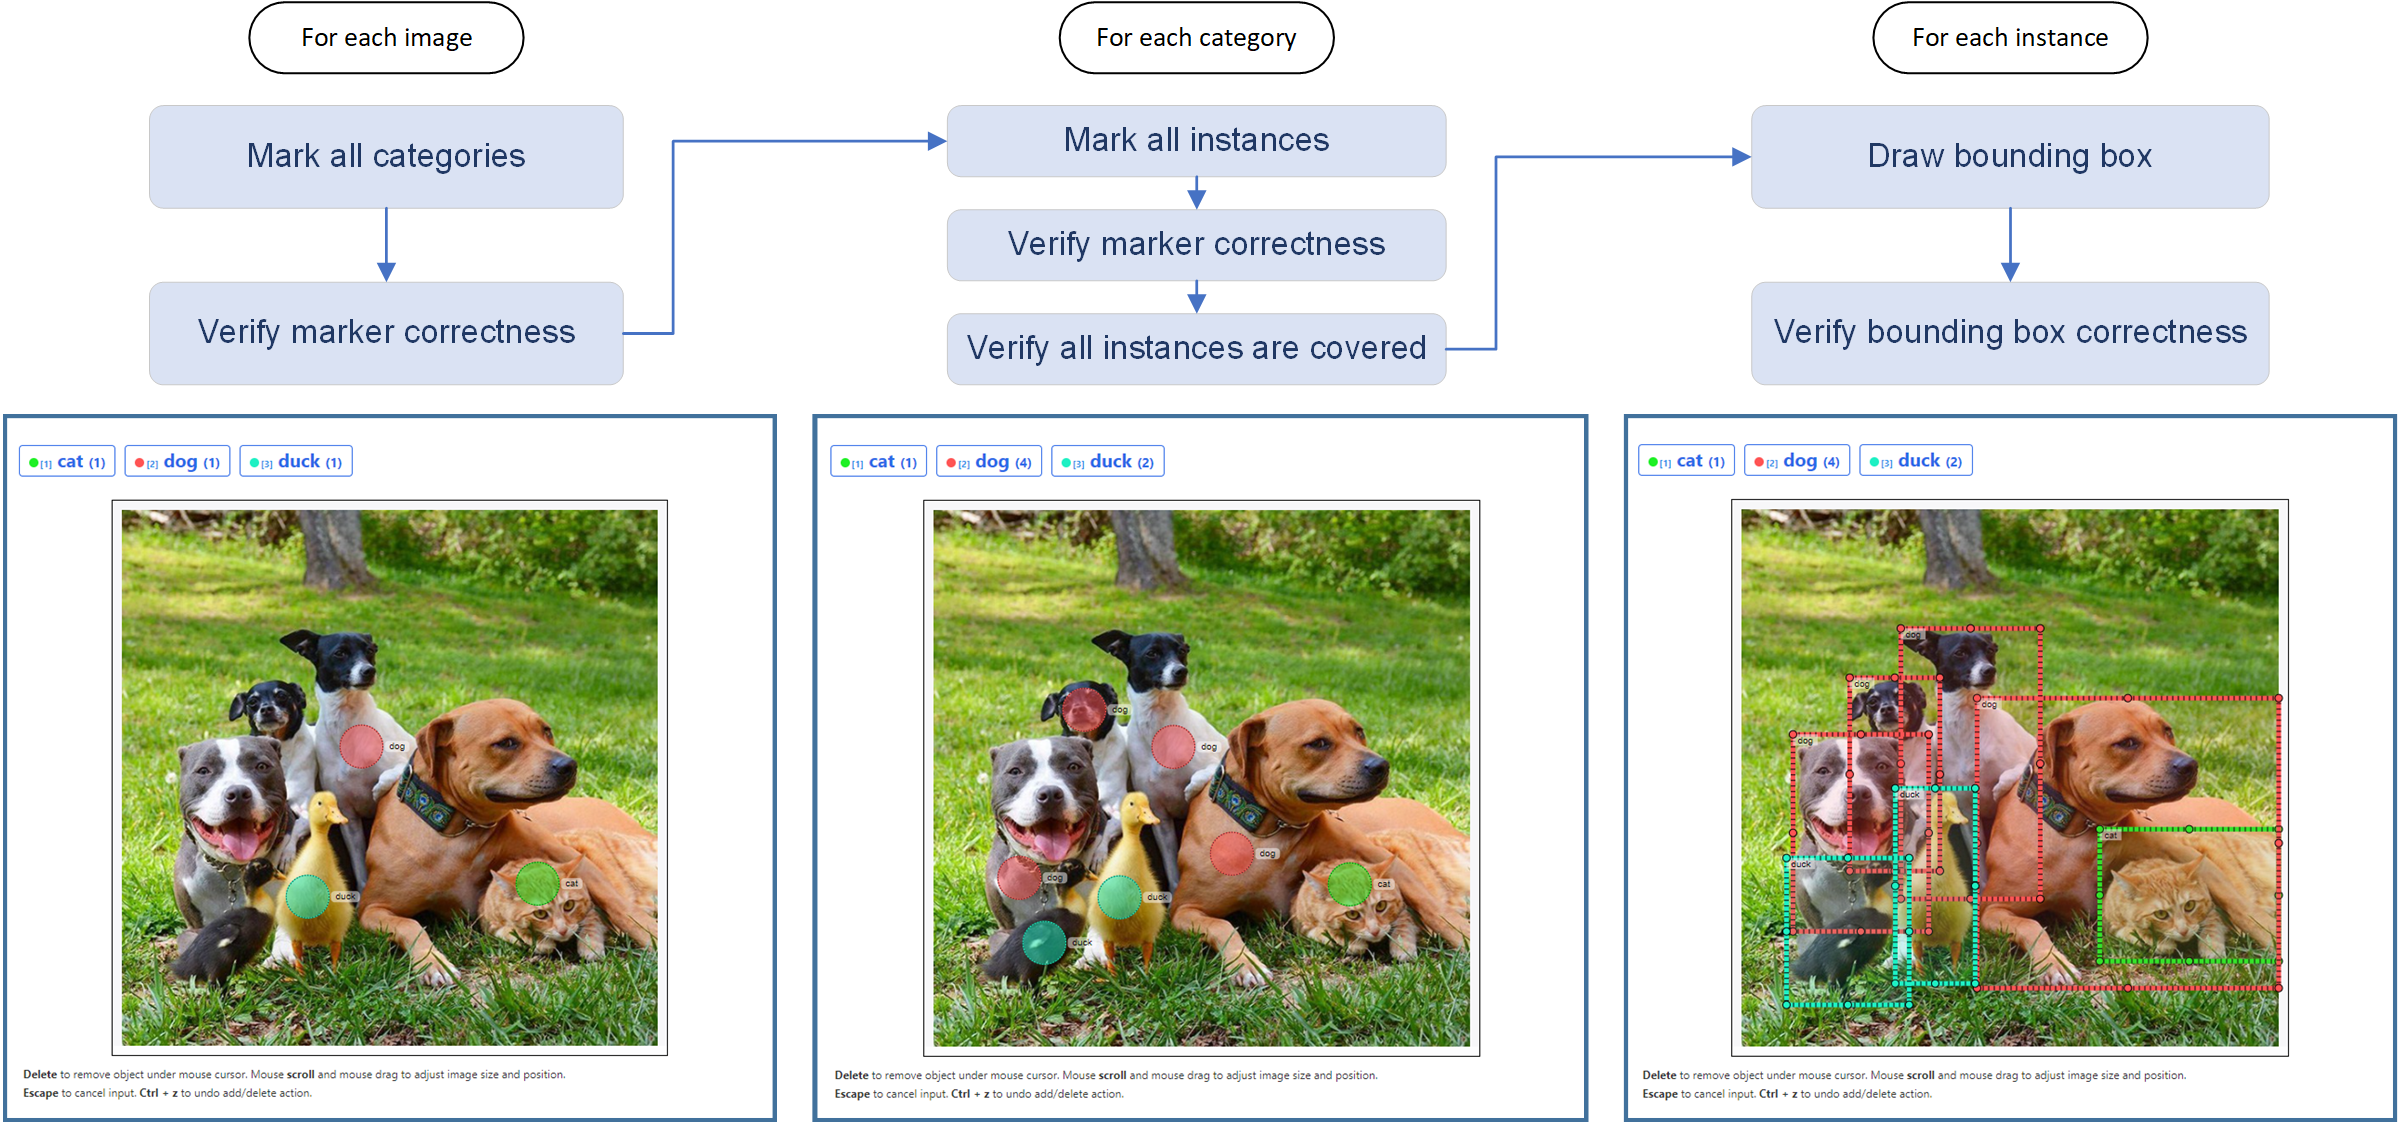 For each image
For each category
For each instance
Mark all categories
Verify marker correctness
Mark all instances
Verify marker correctness
Verify all instances are covered
Draw bounding box
Verify bounding box correctness
[1] cat (1) [2] dog (1) [3] duck (1)
dog
duck
cat
Delete to remove object under mouse cursor. Mouse scroll and mouse drag to adjust image size and position.
Escape to cancel input. Ctrl + z to undo add/delete action.
[1] cat (1) [2] dog (4) [3] duck (2)
dog
dog
dog
dog
cat
duck
duck
Delete to remove object under mouse cursor. Mouse scroll and mouse drag to adjust image size and position.
Escape to cancel input. Ctrl + z to undo add/delete action.
[1] cat (1) [2] dog (4) [3] duck (2)
dog
dog
dog
dog
duck
cat
duck
Delete to remove object under mouse cursor. Mouse scroll and mouse drag to adjust image size and position.
Escape to cancel input. Ctrl + z to undo add/delete action.